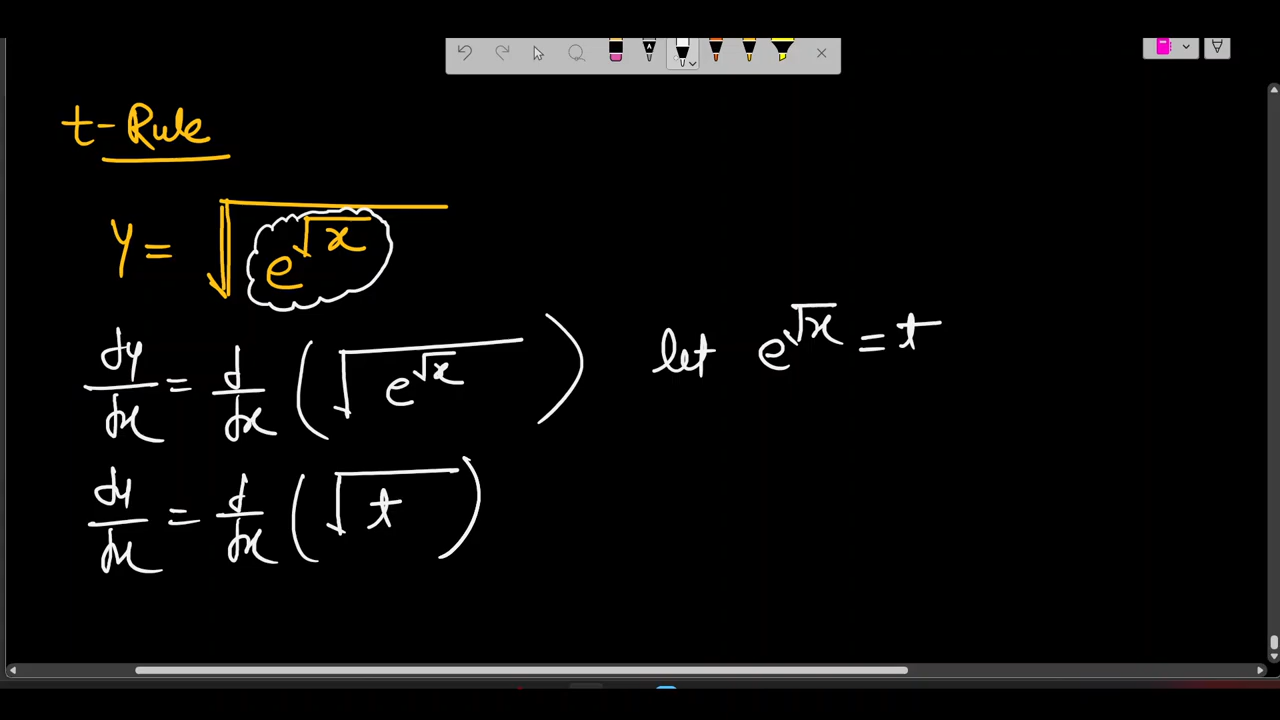 t-Rule
Y = √(e^√x)
dy/dx = d/dx (√(e^√x)) let e^√x = t
dy/dx = d/dx (√t)